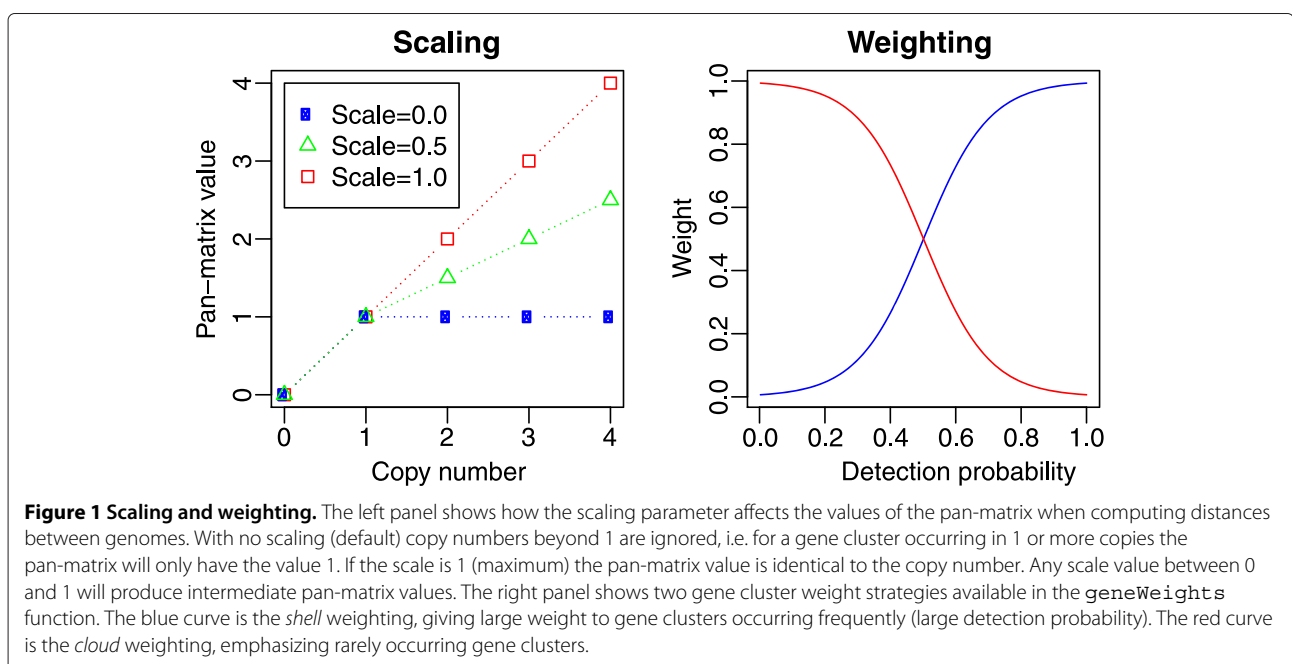 Scaling
Pan-matrix value
4
3
2
1
0
Scale=0.0
Scale=0.5
Scale=1.0
0 1 2 3 4
Copy number
Weighting
Weight
1.0
0.8
0.6
0.4
0.2
0.0
0.0 0.2 0.4 0.6 0.8 1.0
Detection probability
Figure 1 Scaling and weighting. The left panel shows how the scaling parameter affects the values of the pan-matrix when computing distances
between genomes. With no scaling (default) copy numbers beyond 1 are ignored, i.e. for a gene cluster occurring in 1 or more copies the
pan-matrix will only have the value 1. If the scale is 1 (maximum) the pan-matrix value is identical to the copy number. Any scale value between 0
and 1 will produce intermediate pan-matrix values. The right panel shows two gene cluster weight strategies available in the geneWeights
function. The blue curve is the shell weighting, giving large weight to gene clusters occurring frequently (large detection probability). The red curve
is the cloud weighting, emphasizing rarely occurring gene clusters.